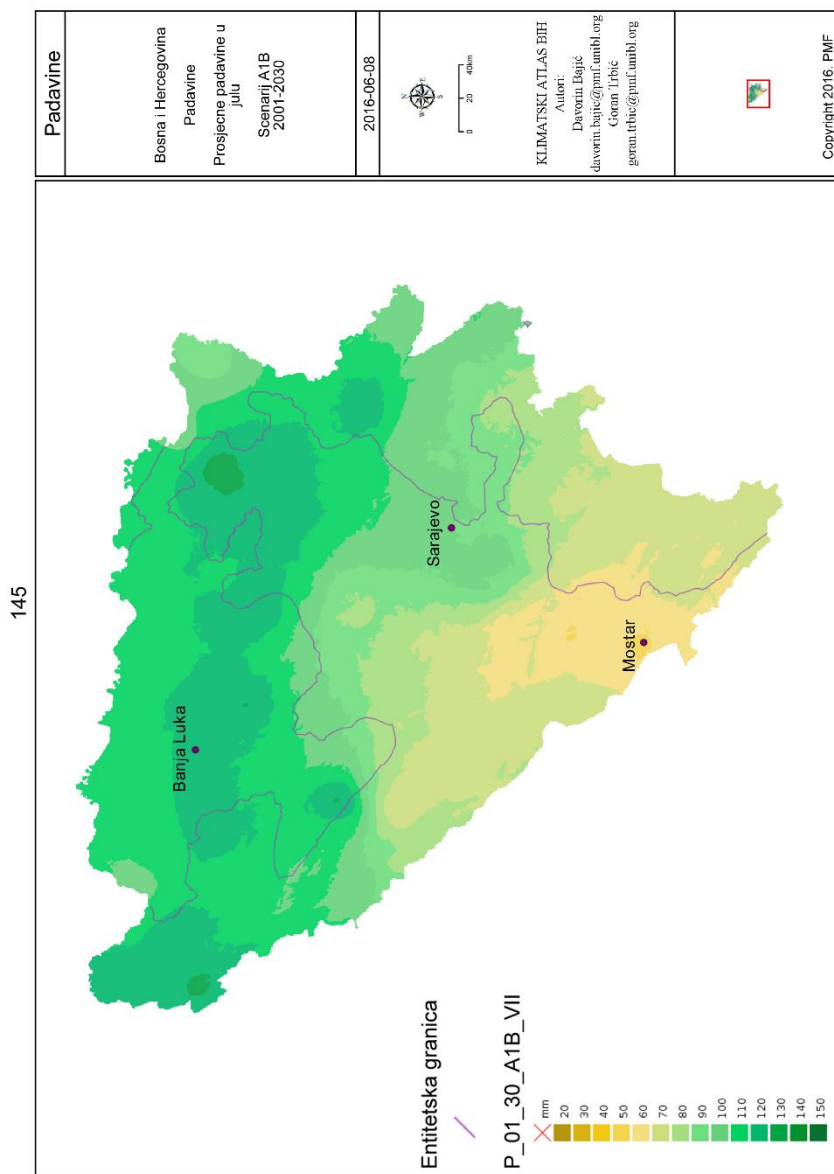 145
Padavine
Bosna i Hercegovina
Padavine
Prosjecne padavine u
julu
Scenarij A1B
2001-2030
2016-06-08
N
W
E
S
0 20 40km
KLIMATSKI ATLAS BIH
Autori:
Davorin Bajić
davorin.bajic@pmf.unibl.org
Goran Trbić
goran.trbic@pmf.unibl.org
Copyright 2016. PMF
Banja Luka
Sarajevo
Mostar
Entitetska granica
P_01_30_A1B_VII
mm
20
30
40
50
60
70
80
90
100
110
120
130
140
150